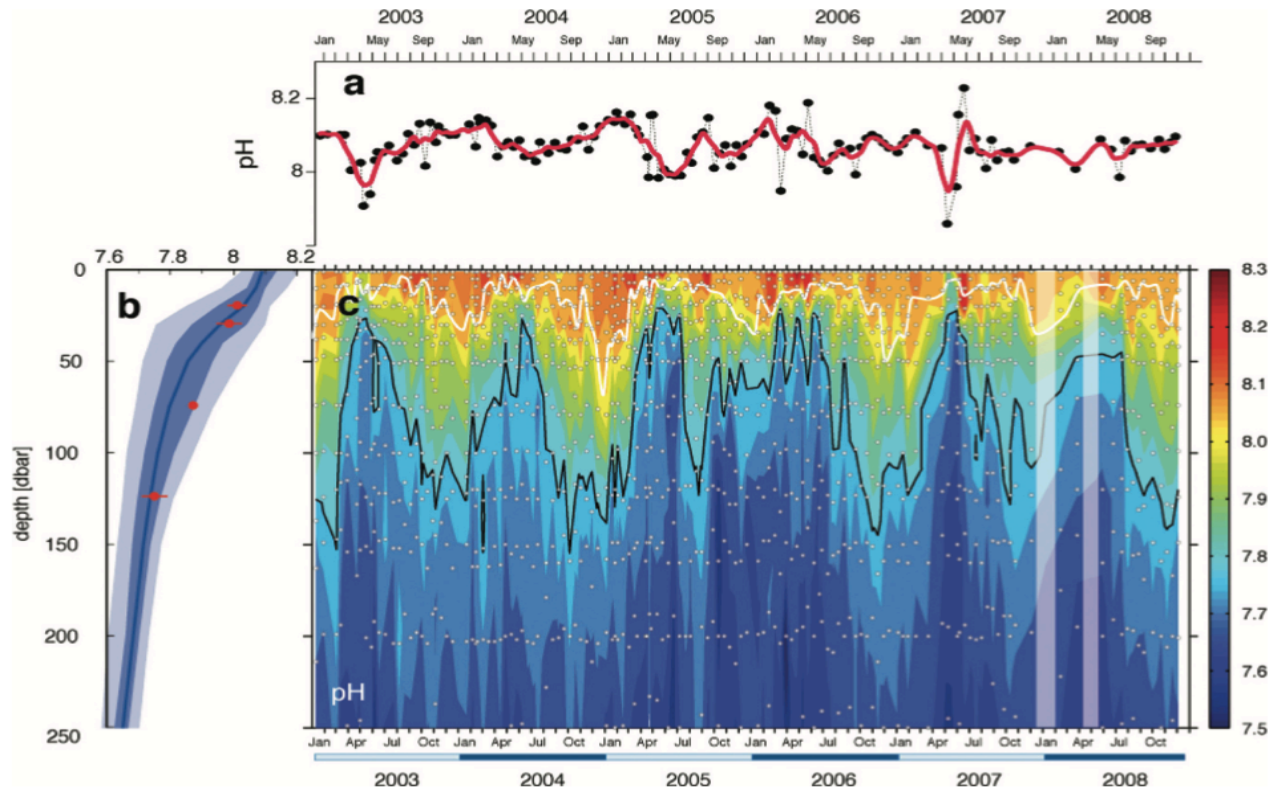 2003 2004 2005 2006 2007 2008
Jan May Sep Jan May Sep Jan May Sep Jan May Sep Jan May Sep Jan May Sep
a
8.2
pH
8
7.6 7.8 8 8.2
0
b
c
50
100
depth [dbar]
150
200
250
pH
8.3
8.2
8.1
8.0
7.9
7.8
7.7
7.6
7.5
Jan Apr Jul Oct Jan Apr Jul Oct Jan Apr Jul Oct Jan Apr Jul Oct Jan Apr Jul Oct Jan Apr Jul Oct
2003 2004 2005 2006 2007 2008